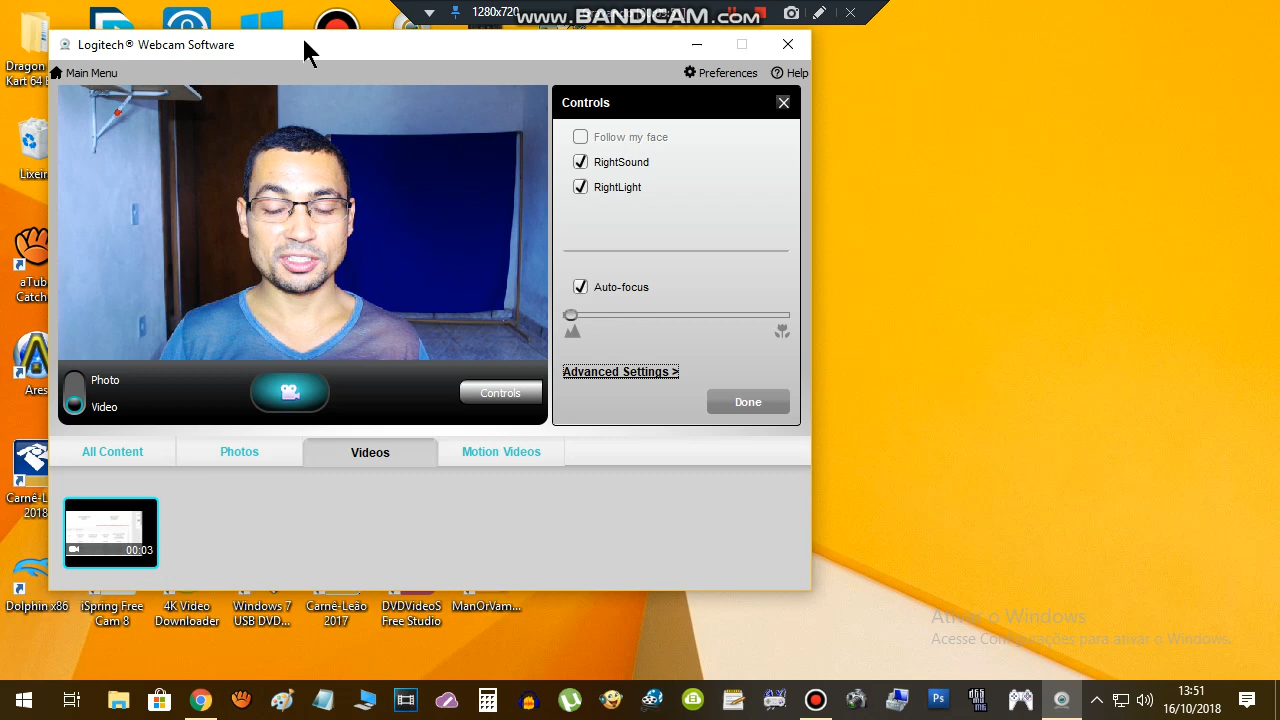 1280x720
www.BANDICAM.com
Logitech® Webcam Software
Main Menu
Preferences
Help
Controls
Follow my face
RightSound
RightLight
Auto-focus
Advanced Settings >
Done
Photo
Video
Controls
All Content
Photos
Videos
Motion Videos
00:03
Dragon
Kart 64
Lixeir
aTub
Catch
Ares
Carnê-L
2018
Dolphin x86
iSpring Free
Cam 8
4K Video
Downloader
Windows 7
USB DVD...
Carnê-Leão
2017
DVDVideoS
Free Studio
ManOrVam...
Ativar o Windows
Acesse Configurações para ativar o Windows.
Ps
13:51
16/10/2018